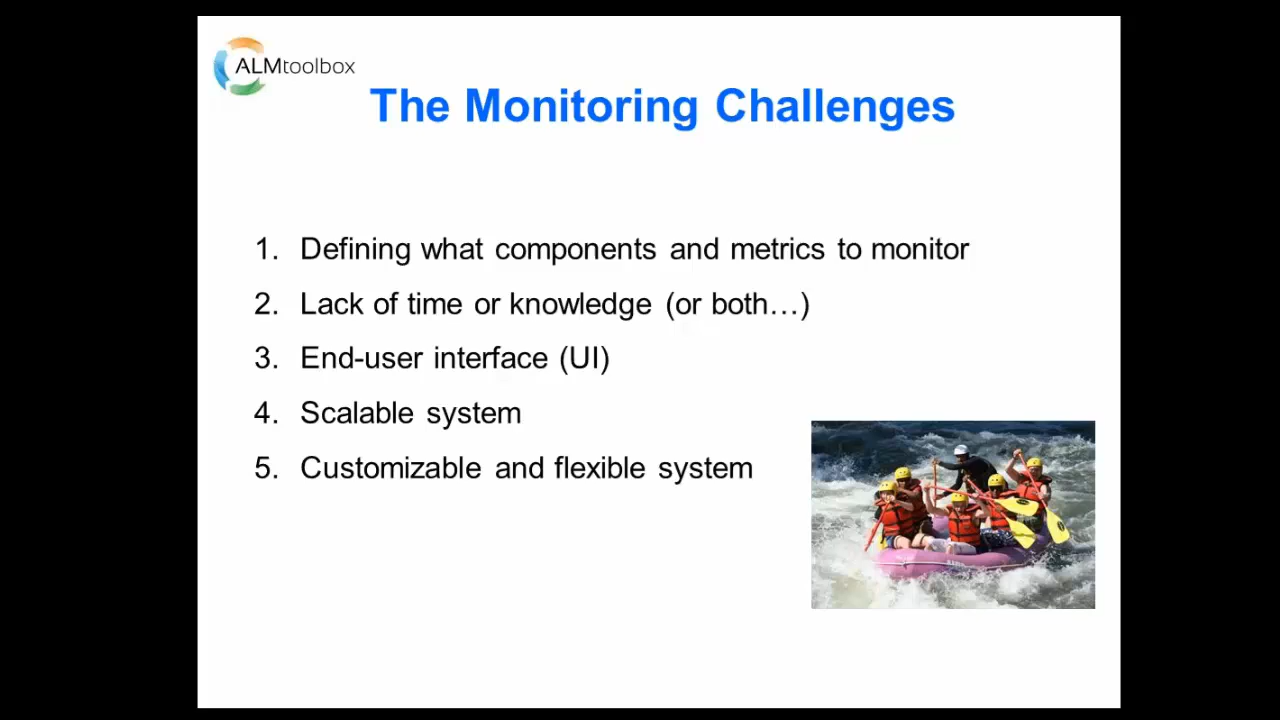 ALMtoolbox
The Monitoring Challenges
1. Defining what components and metrics to monitor
2. Lack of time or knowledge (or both…)
3. End-user interface (UI)
4. Scalable system
5. Customizable and flexible system